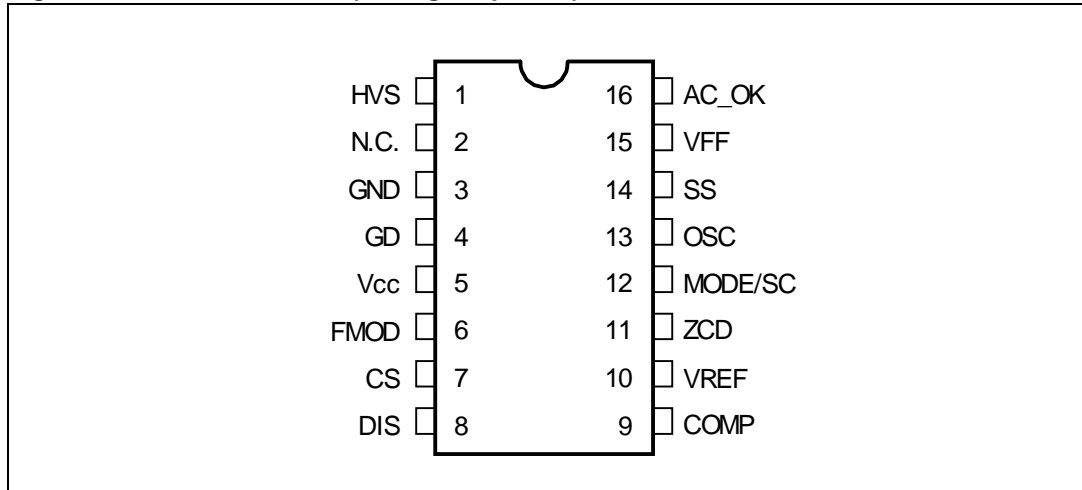 HVS 1 16 AC_OK
N.C. 2 15 VFF
GND 3 14 SS
GD 4 13 OSC
Vcc 5 12 MODE/SC
FMOD 6 11 ZCD
CS 7 10 VREF
DIS 8 9 COMP